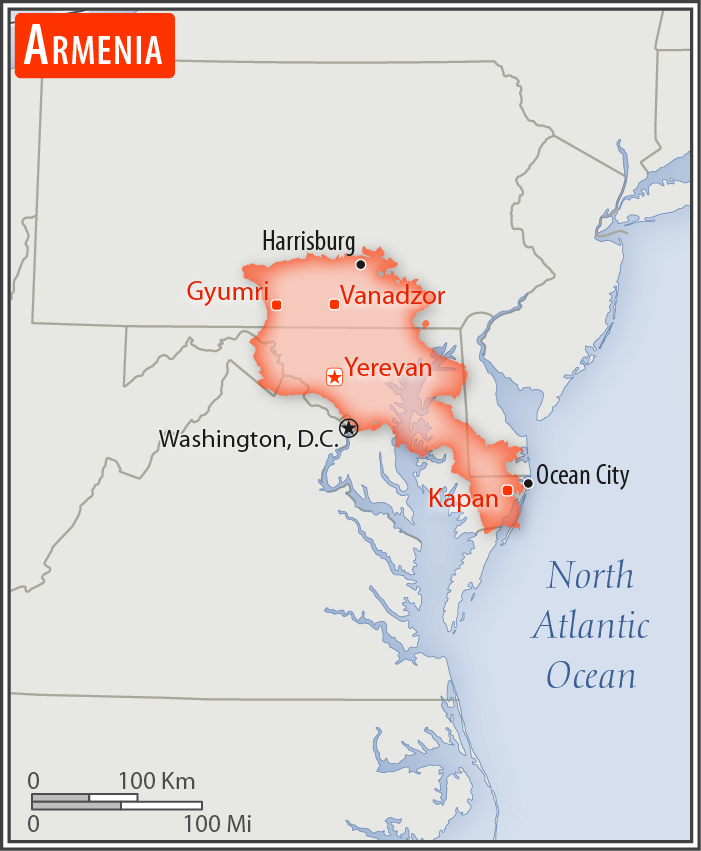 ARMENIA
Harrisburg
Gyumri
Vanadzor
Yerevan
Washington, D.C.
Ocean City
Kapan
North
Atlantic
Ocean
0 100 Km
0 100 Mi